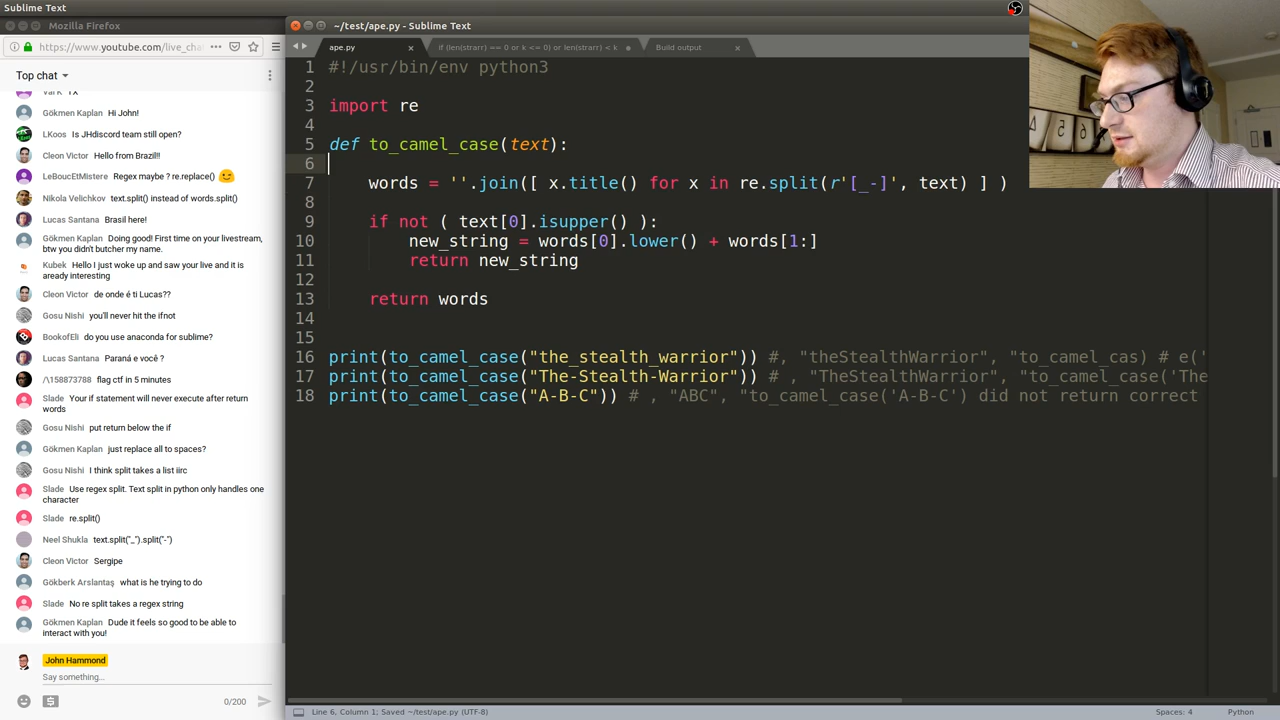 Sublime Text
Mozilla Firefox
~/test/ape.py - Sublime Text
https://www.youtube.com/live_cha
ape.py
if (len(strarr) == 0 or k <= 0) or len(strarr) < k
Build output
Top chat
Gökmen Kaplan Hi John!
LKoos Is JHdiscord team still open?
Cleon Victor Hello from Brazil!!
LeBoucEtMistere Regex maybe ? re.replace() 😊
Nikola Velichkov text.split() instead of words.split()
Lucas Santana Brasil here!
Gökmen Kaplan Doing good! First time on your livestream,
btw you didn't butcher my name.
Kubek Hello I just woke up and saw your live and it is
aready interesting
Cleon Victor de onde é ti Lucas??
Gosu Nishi you'll never hit the ifnot
BookofEli do you use anaconda for sublime?
Lucas Santana Paraná e você ?
/\158873788 flag ctf in 5 minutes
Slade Your if statement will never execute after return
words
Gosu Nishi put return below the if
Gökmen Kaplan just replace all to spaces?
Gosu Nishi I think split takes a list iirc
Slade Use regex split. Text split in python only handles one
character
Slade re.split()
Neel Shukla text.split("_").split("-")
Cleon Victor Sergipe
Gökberk Arslantaş what is he trying to do
Slade No re split takes a regex string
Gökmen Kaplan Dude it feels so good to be able to
interact with you!
John Hammond
Say something...
0/200
1 #!/usr/bin/env python3
2
3 import re
4
5 def to_camel_case(text):
6
7 words = ''.join([ x.title() for x in re.split(r'[_-]', text) ] )
8
9 if not ( text[0].isupper() ):
10 new_string = words[0].lower() + words[1:]
11 return new_string
12
13 return words
14
15
16 print(to_camel_case("the_stealth_warrior")) #, "theStealthWarrior", "to_camel_cas) # e('
17 print(to_camel_case("The-Stealth-Warrior")) # , "TheStealthWarrior", "to_camel_case('The
18 print(to_camel_case("A-B-C")) # , "ABC", "to_camel_case('A-B-C') did not return correct
Line 6, Column 1; Saved ~/test/ape.py (UTF-8)
Spaces: 4
Python